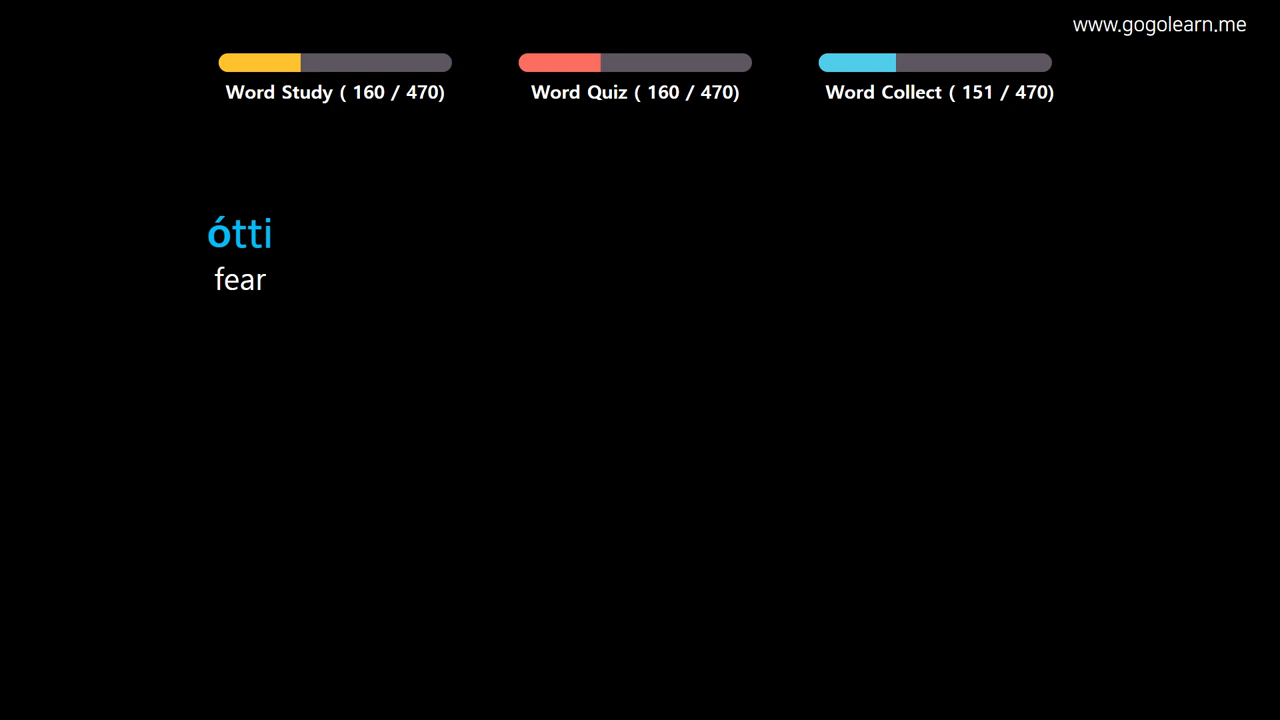 www.gogolearn.me
Word Study ( 160 / 470)
Word Quiz ( 160 / 470)
Word Collect ( 151 / 470)
ótti
fear